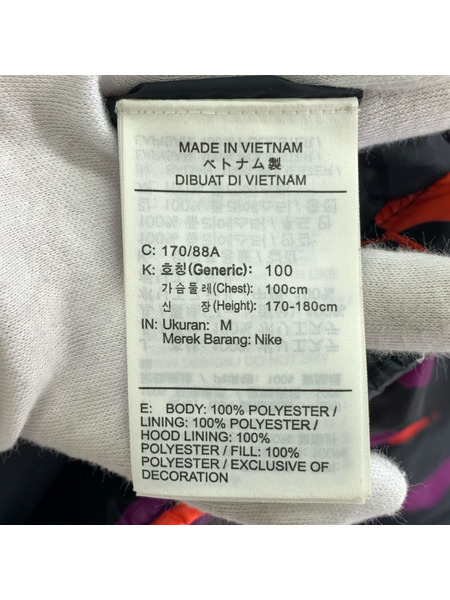 MADE IN VIETNAM
ベトナム製
DIBUAT DI VIETNAM
C: 170/88A
K: 호칭(Generic): 100
가슴둘레(Chest): 100cm
신 장(Height): 170-180cm
IN: Ukuran: M
Merek Barang: Nike
E: BODY: 100% POLYESTER /
LINING: 100% POLYESTER /
HOOD LINING: 100%
POLYESTER / FILL: 100%
POLYESTER / EXCLUSIVE OF
DECORATION